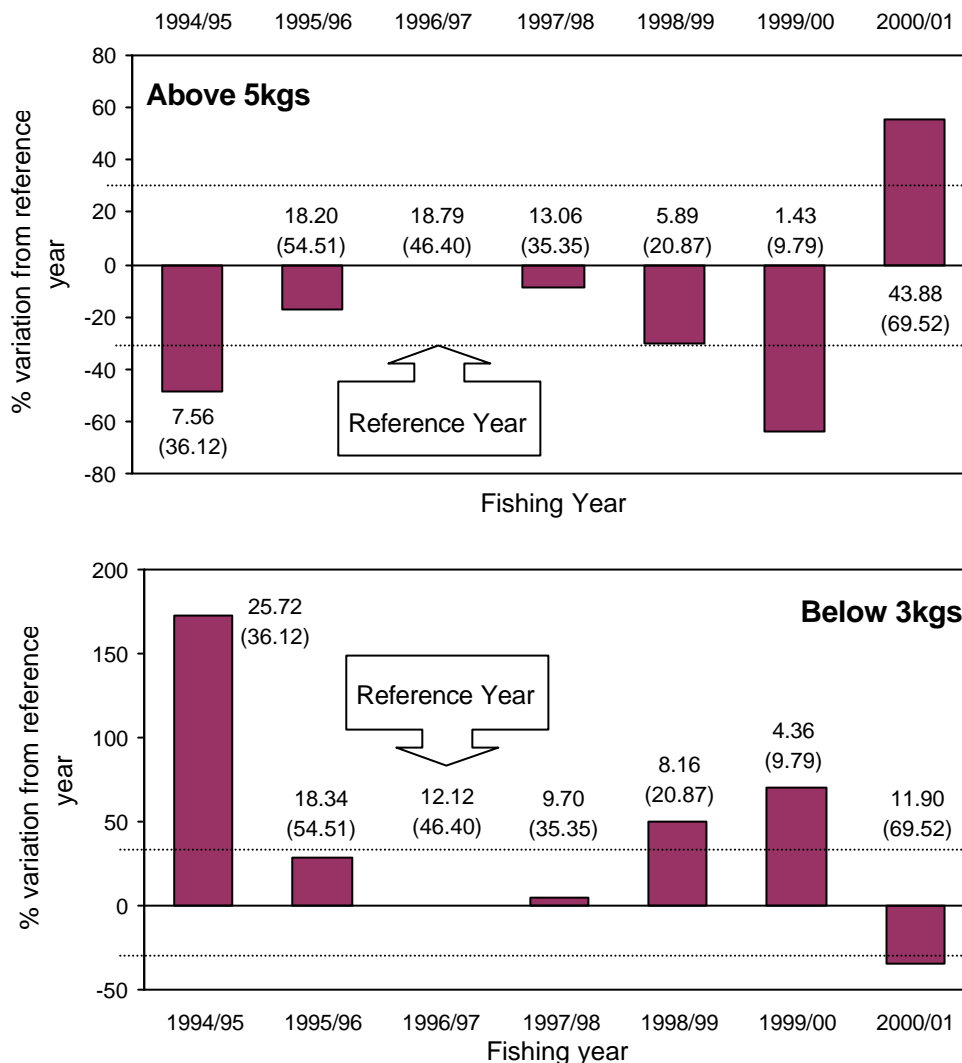 1994/95 1995/96 1996/97 1997/98 1998/99 1999/00 2000/01
80
60
40
20
0
-20
-40
-60
-80
% variation from reference
year
Above 5kgs
18.20 18.79 13.06 5.89 1.43
(54.51) (46.40) (35.35) (20.87) (9.79)
43.88
(69.52)
7.56
(36.12)
Reference Year
Fishing Year
200
150
100
50
0
-50
% variation from reference
year
Below 3kgs
25.72
(36.12)
Reference Year
18.34 12.12 9.70 8.16 4.36 11.90
(54.51) (46.40) (35.35) (20.87) (9.79) (69.52)
1994/95 1995/96 1996/97 1997/98 1998/99 1999/00 2000/01
Fishing year